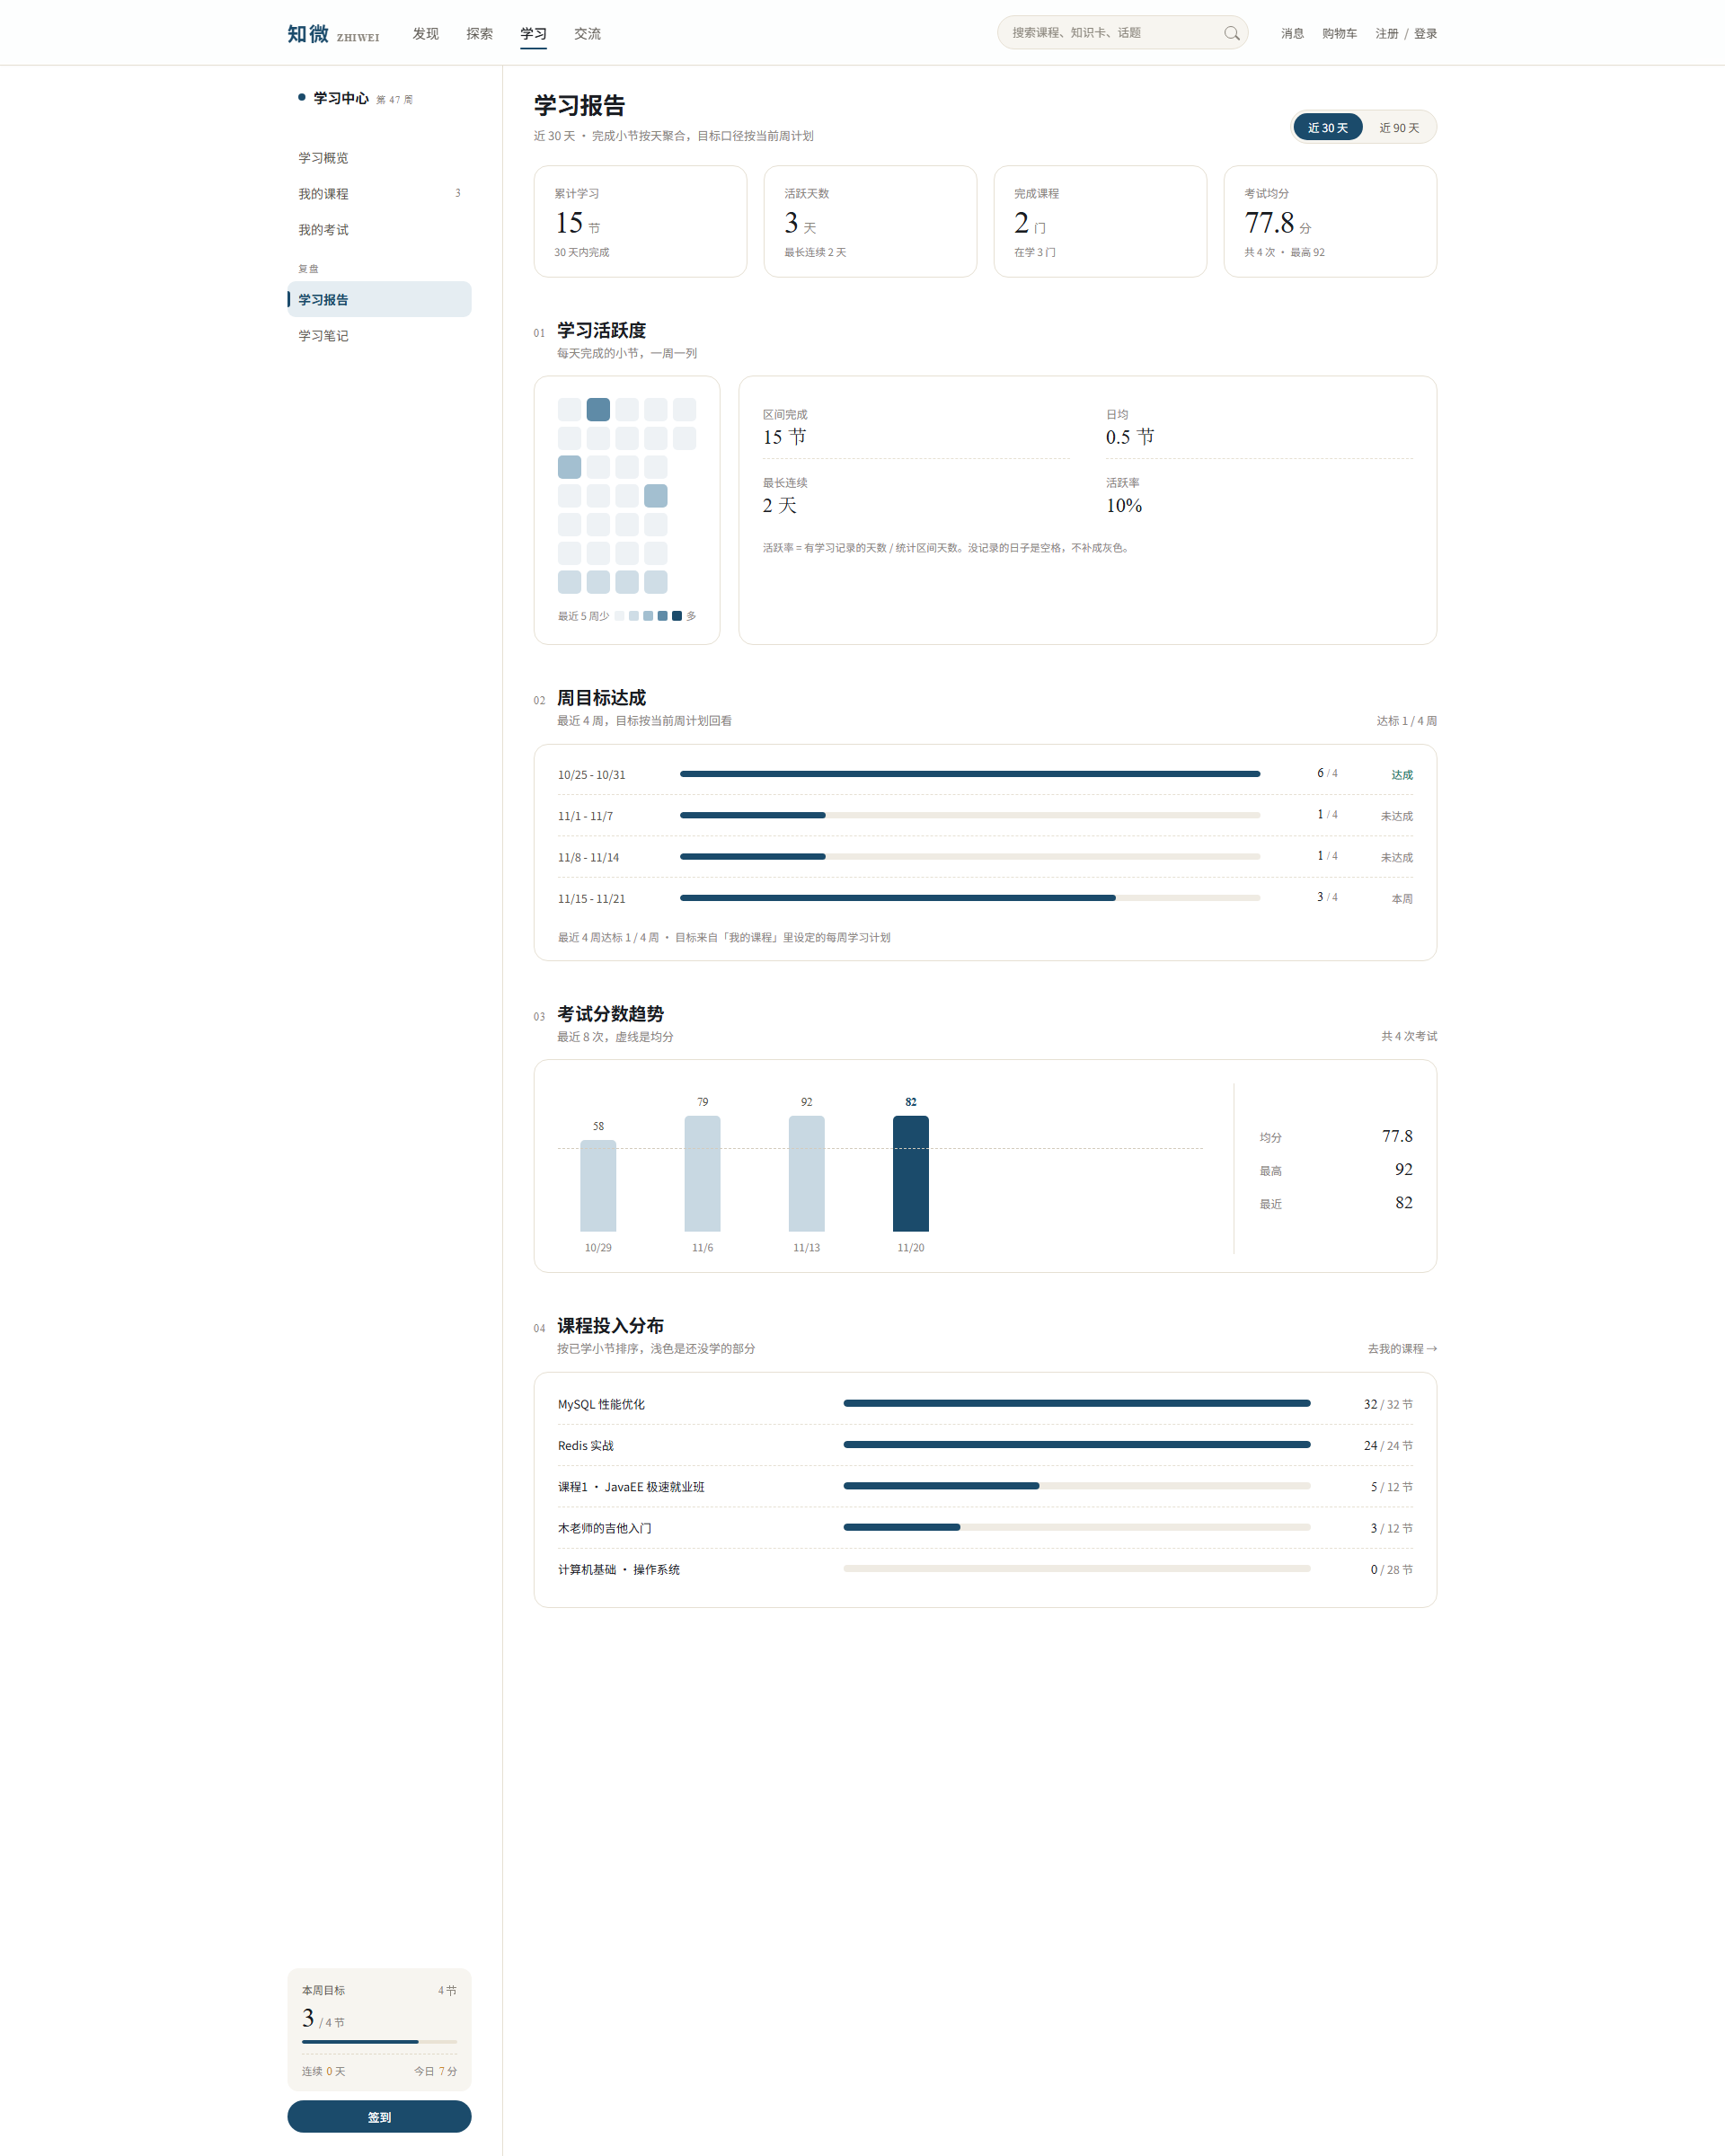 知微 ZHIWEI 发现 探索 学习 交流 搜索课程、知识卡、话题 消息 购物车 注册 / 登录
学习中心 第 47 周
学习概览
我的课程 3
我的考试
复盘
学习报告
学习笔记
本周目标 4 节
3 / 4 节
连续 0 天 今日 7 分
签到
学习报告
近 30 天 · 完成小节按天聚合，目标口径按当前周计划
近 30 天 近 90 天
累计学习
15 节
30 天内完成
活跃天数
3 天
最长连续 2 天
完成课程
2 门
在学 3 门
考试均分
77.8 分
共 4 次 · 最高 92
01 学习活跃度
每天完成的小节，一周一列
最近 5 周 少 多
区间完成
15 节
日均
0.5 节
最长连续
2 天
活跃率
10%
活跃率 = 有学习记录的天数 / 统计区间天数。没记录的日子是空格，不补成灰色。
02 周目标达成
最近 4 周，目标按当前周计划回看
达标 1 / 4 周
10/25 - 10/31 6 / 4 达成
11/1 - 11/7 1 / 4 未达成
11/8 - 11/14 1 / 4 未达成
11/15 - 11/21 3 / 4 本周
最近 4 周达标 1 / 4 周 · 目标来自「我的课程」里设定的每周学习计划
03 考试分数趋势
最近 8 次，虚线是均分
共 4 次考试
58 79 92 82
10/29 11/6 11/13 11/20
均分 77.8
最高 92
最近 82
04 课程投入分布
按已学小节排序，浅色是还没学的部分
去我的课程 →
MySQL 性能优化 32 / 32 节
Redis 实战 24 / 24 节
课程1 · JavaEE 极速就业班 5 / 12 节
木老师的吉他入门 3 / 12 节
计算机基础 · 操作系统 0 / 28 节